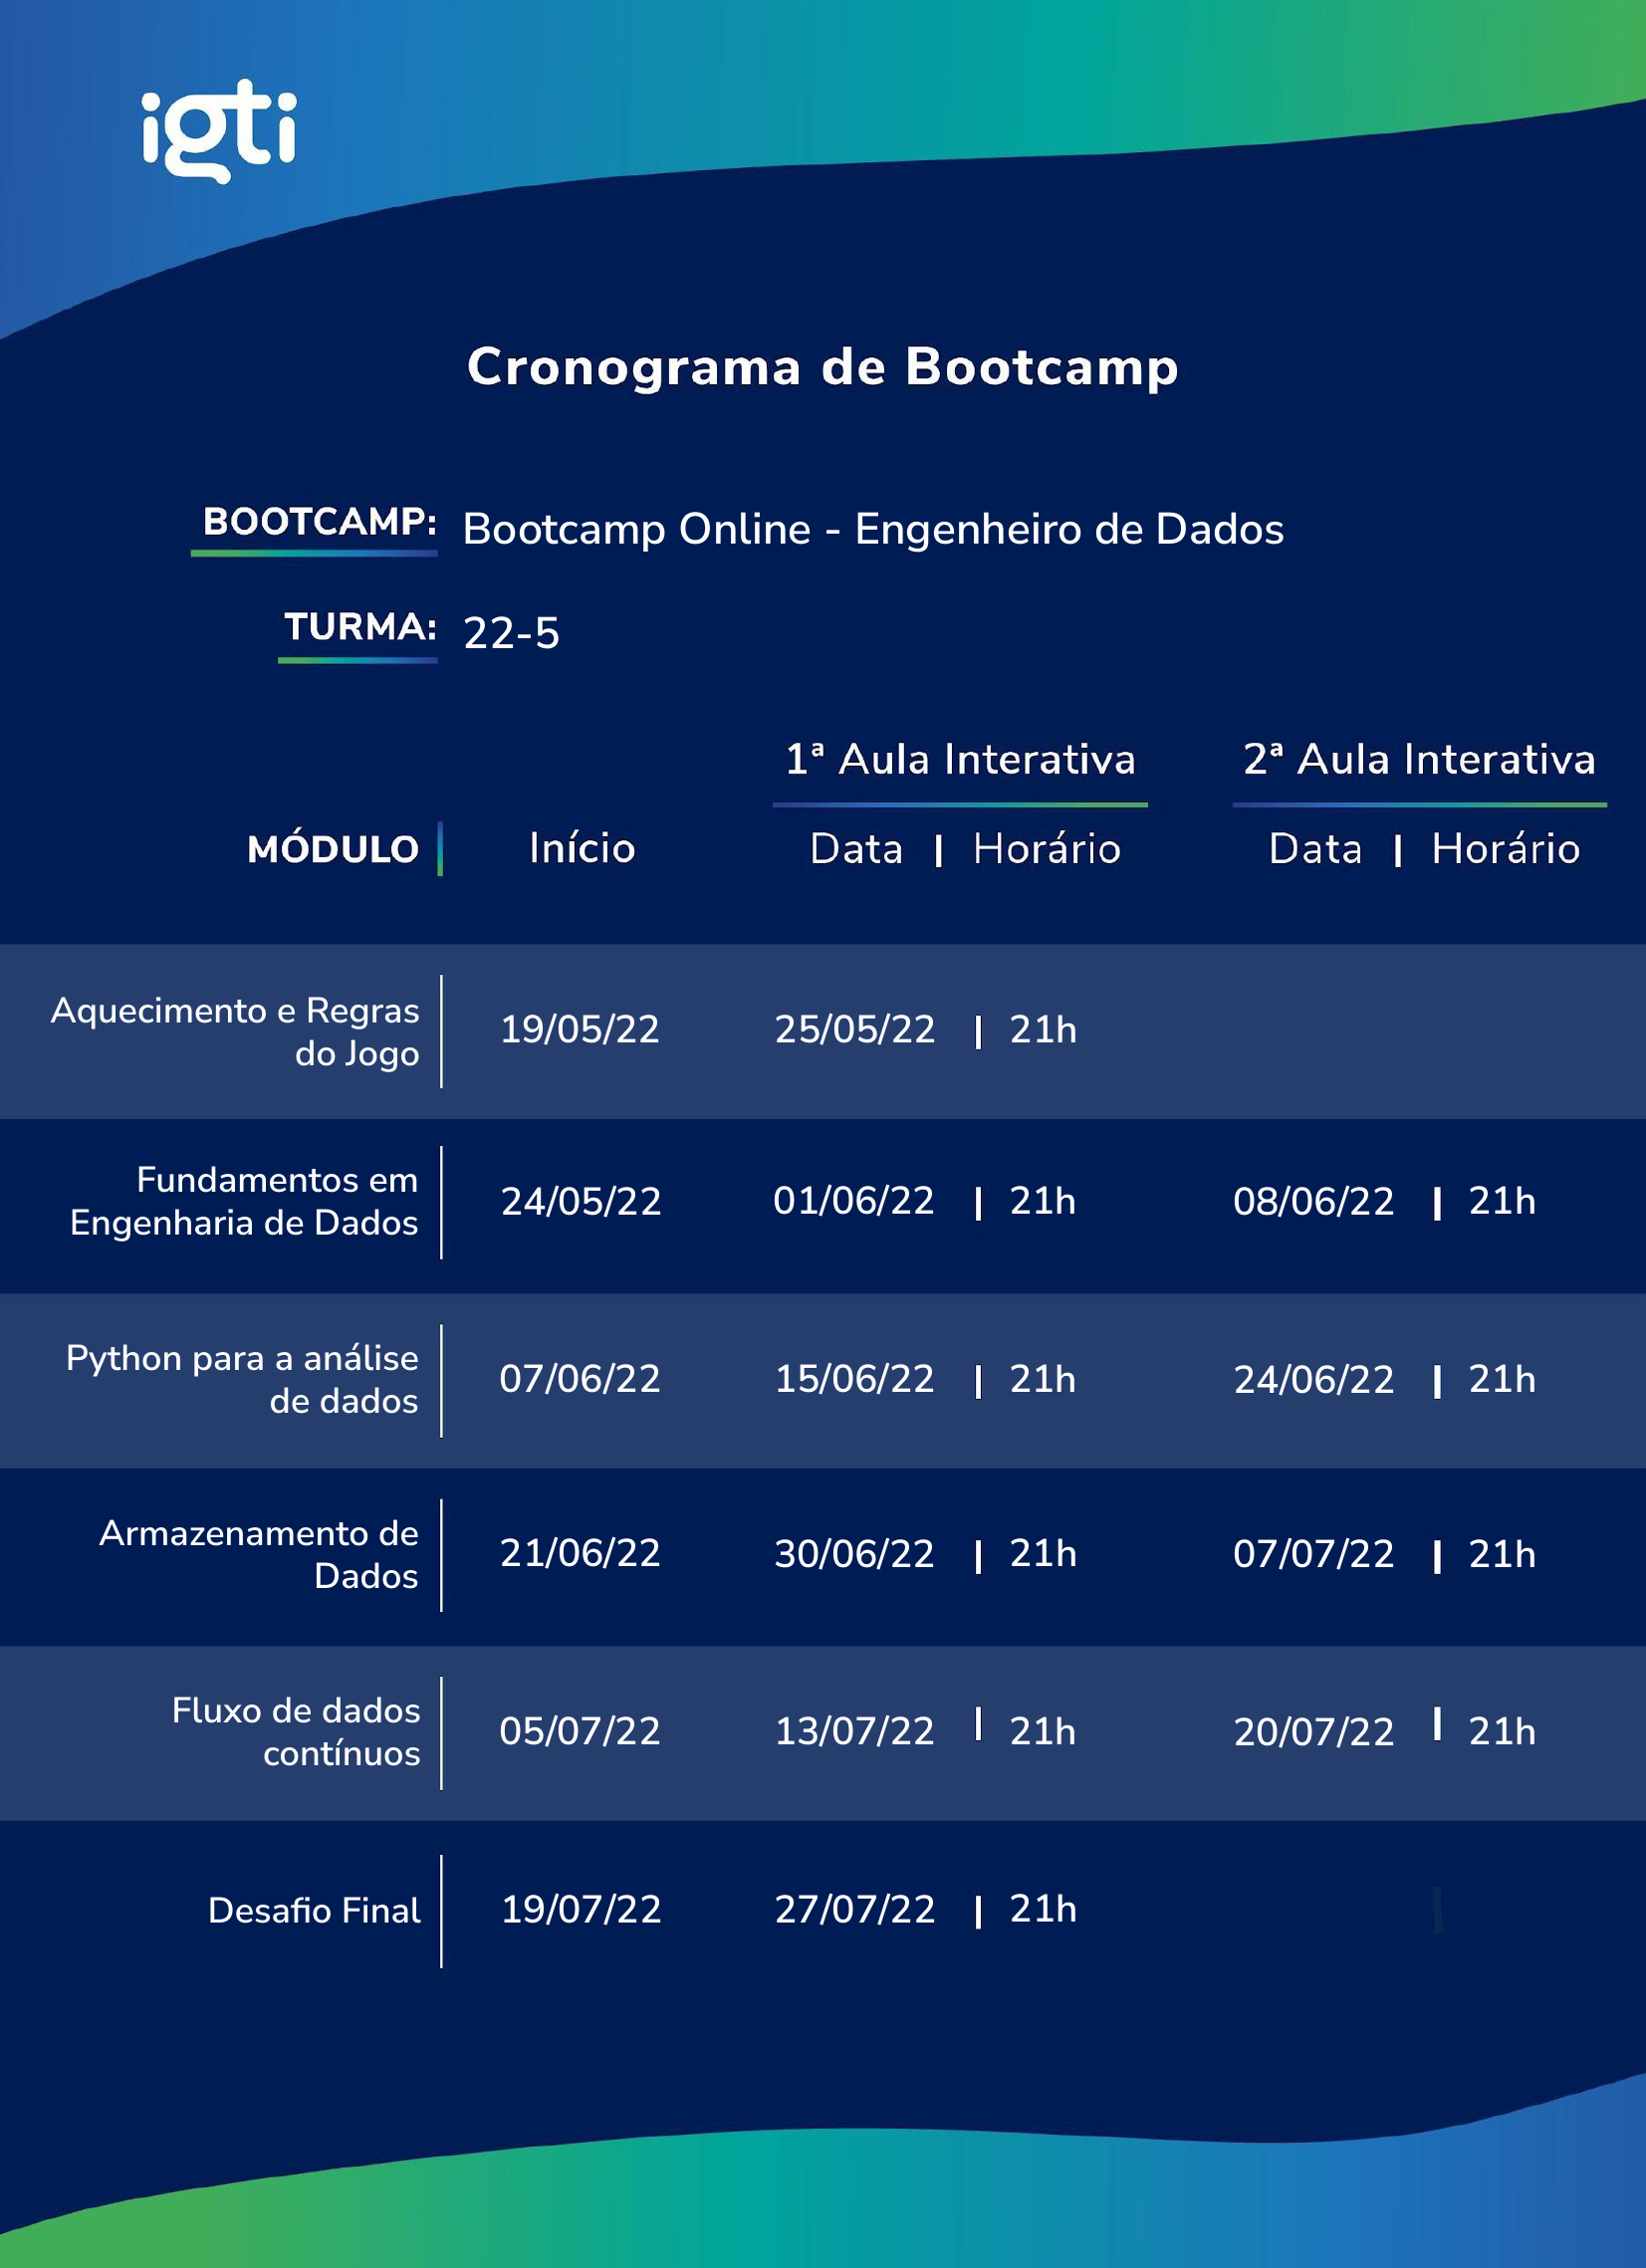 igti
Cronograma de Bootcamp
BOOTCAMP: Bootcamp Online - Engenheiro de Dados
TURMA: 22-5
1ª Aula Interativa 2ª Aula Interativa
MÓDULO Início Data | Horário Data | Horário
Aquecimento e Regras
do Jogo
19/05/22 25/05/22 | 21h
Fundamentos em
Engenharia de Dados
24/05/22 01/06/22 | 21h 08/06/22 | 21h
Python para a análise
de dados
07/06/22 15/06/22 | 21h 24/06/22 | 21h
Armazenamento de
Dados
21/06/22 30/06/22 | 21h 07/07/22 | 21h
Fluxo de dados
contínuos
05/07/22 13/07/22 | 21h 20/07/22 | 21h
Desafio Final 19/07/22 27/07/22 | 21h